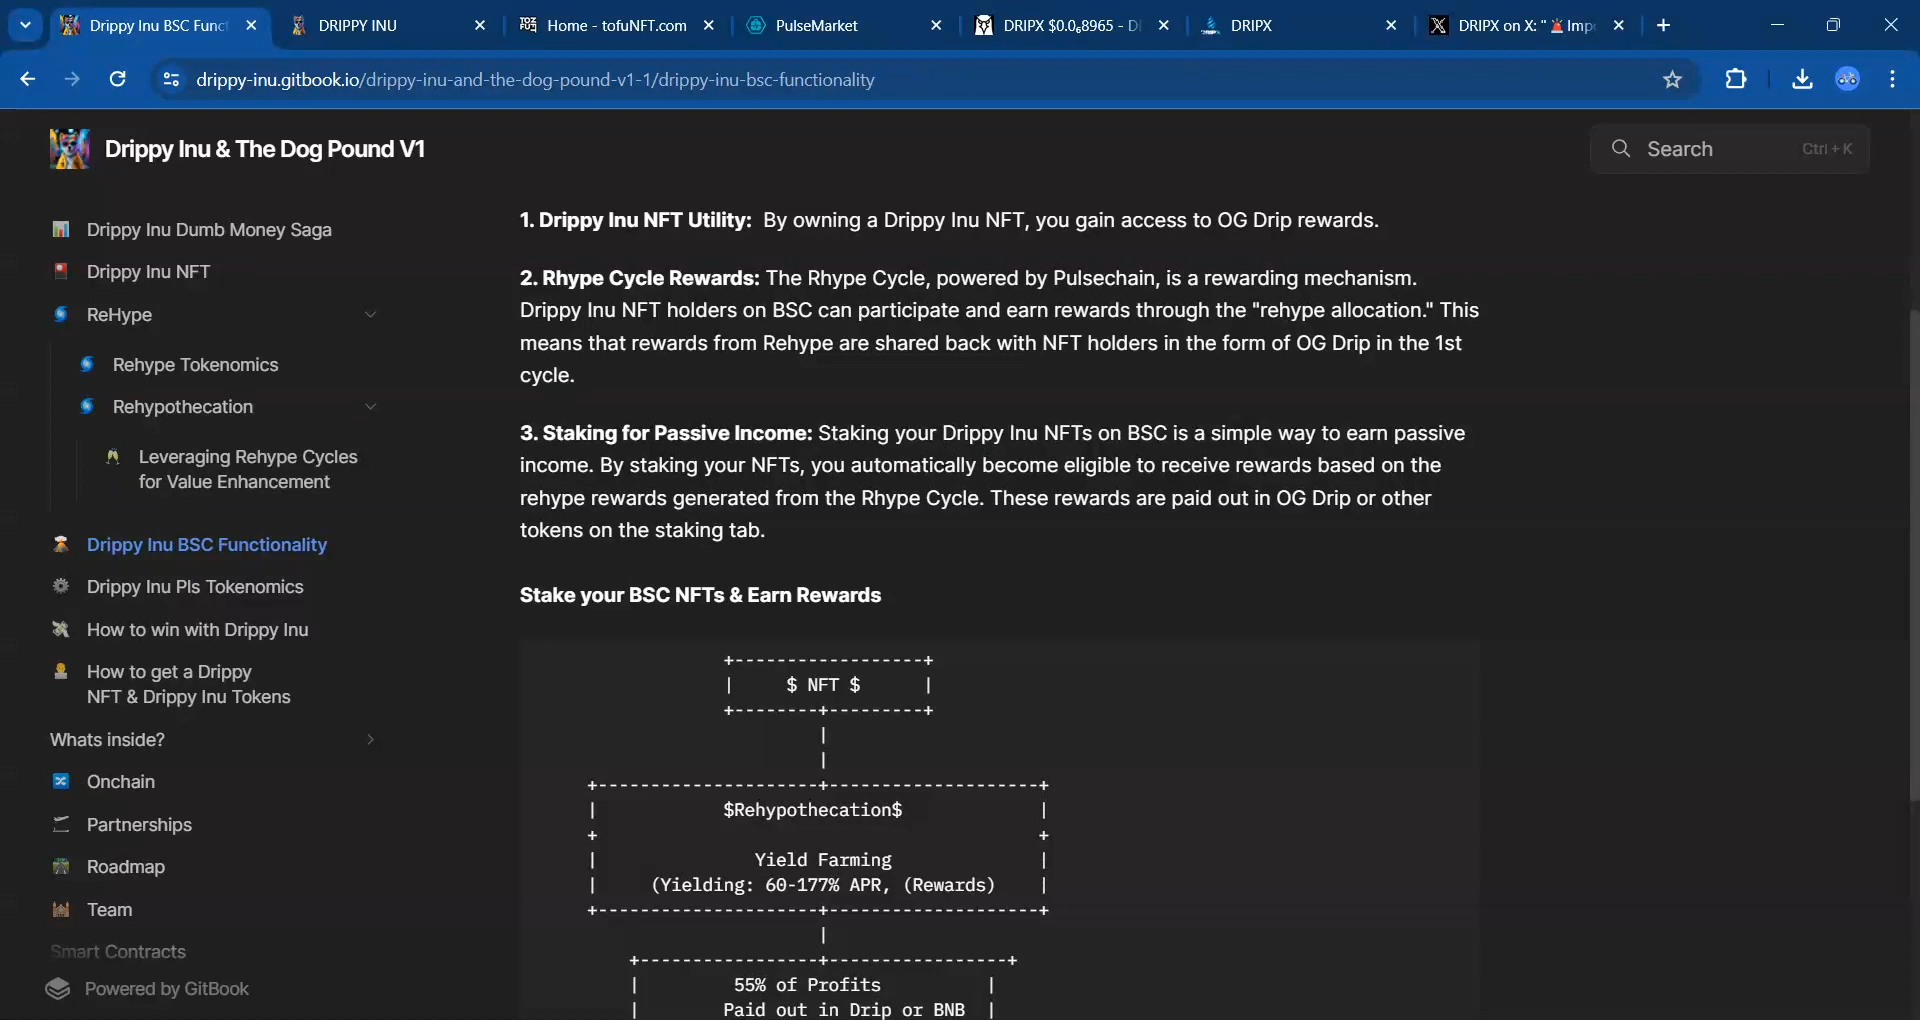 Drippy Inu BSC Funct
DRIPPY INU
Home - tofuNFT.com
PulseMarket
DRIPX $0.0₆8965 - D
DRIPX
DRIPX on X: "🚨Imp
drippy-inu.gitbook.io/drippy-inu-and-the-dog-pound-v1-1/drippy-inu-bsc-functionality
Drippy Inu & The Dog Pound V1
Search
Ctrl + K
Drippy Inu Dumb Money Saga
Drippy Inu NFT
ReHype
Rehype Tokenomics
Rehypothecation
Leveraging Rehype Cycles
for Value Enhancement
Drippy Inu BSC Functionality
Drippy Inu Pls Tokenomics
How to win with Drippy Inu
How to get a Drippy
NFT & Drippy Inu Tokens
Whats inside?
Onchain
Partnerships
Roadmap
Team
Smart Contracts
Powered by GitBook
1. Drippy Inu NFT Utility: By owning a Drippy Inu NFT, you gain access to OG Drip rewards.
2. Rhype Cycle Rewards: The Rhype Cycle, powered by Pulsechain, is a rewarding mechanism.
Drippy Inu NFT holders on BSC can participate and earn rewards through the "rehype allocation." This
means that rewards from Rehype are shared back with NFT holders in the form of OG Drip in the 1st
cycle.
3. Staking for Passive Income: Staking your Drippy Inu NFTs on BSC is a simple way to earn passive
income. By staking your NFTs, you automatically become eligible to receive rewards based on the
rehype rewards generated from the Rhype Cycle. These rewards are paid out in OG Drip or other
tokens on the staking tab.
Stake your BSC NFTs & Earn Rewards
$ NFT $
$Rehypothecation$
Yield Farming
(Yielding: 60-177% APR, (Rewards)
55% of Profits
Paid out in Drip or BNB